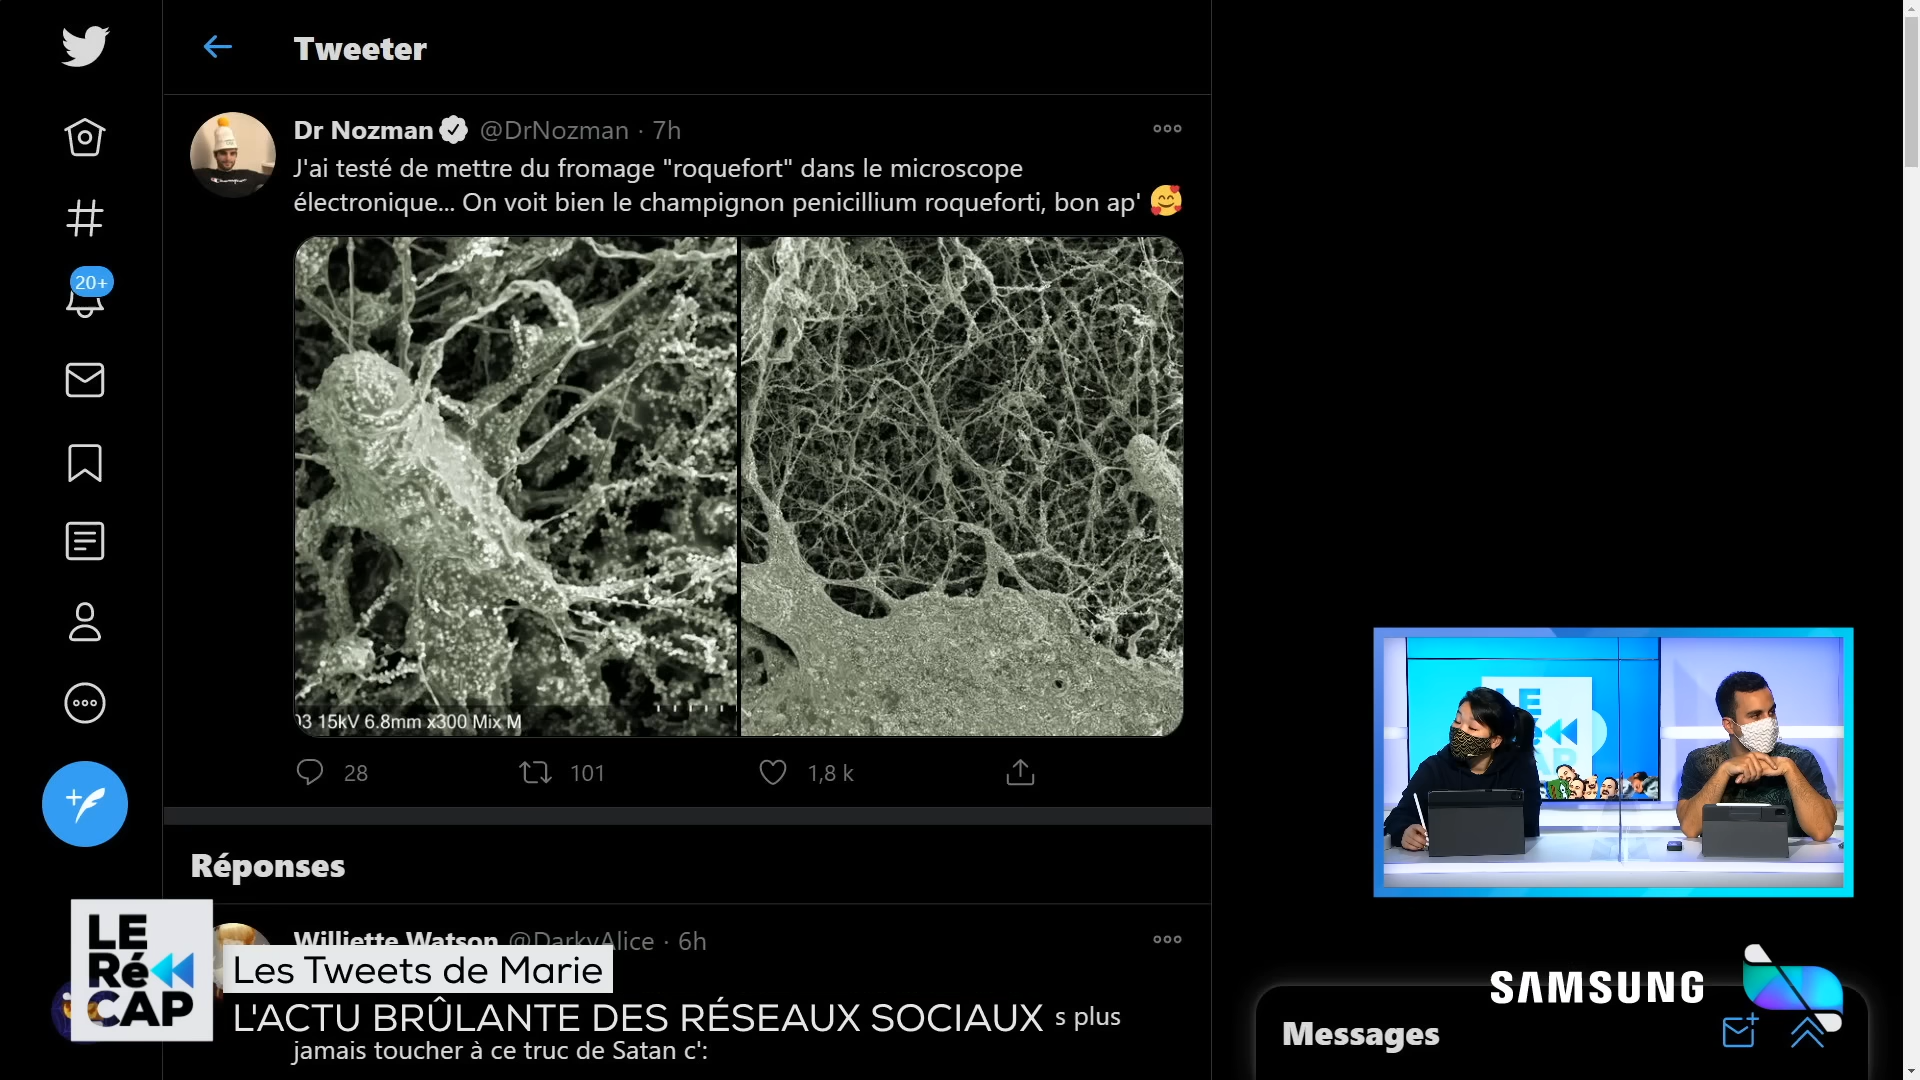 Tweeter
Dr Nozman @DrNozman · 7h
J'ai testé de mettre du fromage "roquefort" dans le microscope
électronique... On voit bien le champignon penicillium roqueforti, bon ap'
20+
15kV 6.8mm x300 Mix M
28 101 1,8 k
Réponses
Williette Watson @DarkyAlice · 6h
LE
Ré
CAP
Les Tweets de Marie
L'ACTU BRÛLANTE DES RÉSEAUX SOCIAUX
s plus
jamais toucher à ce truc de Satan c':
SAMSUNG
Messages